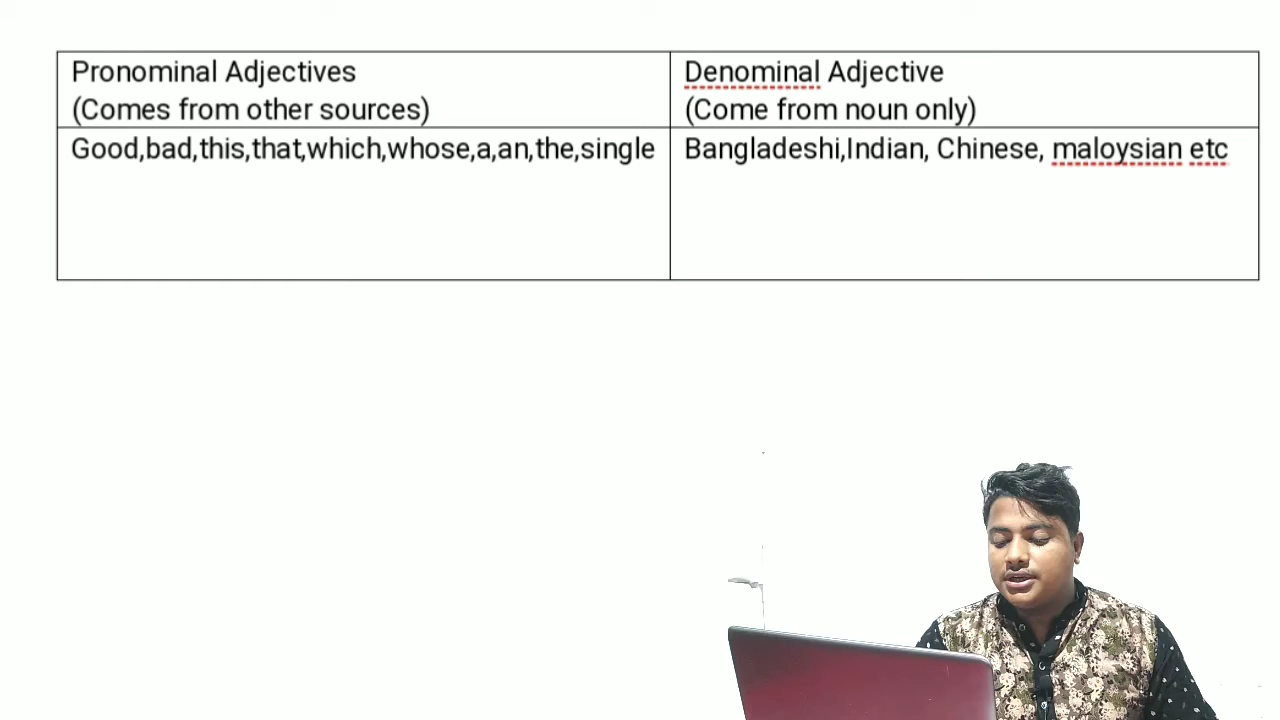 Pronominal Adjectives
(Comes from other sources)
Denominal Adjective
(Come from noun only)
Good,bad,this,that,which,whose,a,an,the,single
Bangladeshi,Indian, Chinese, maloysian etc